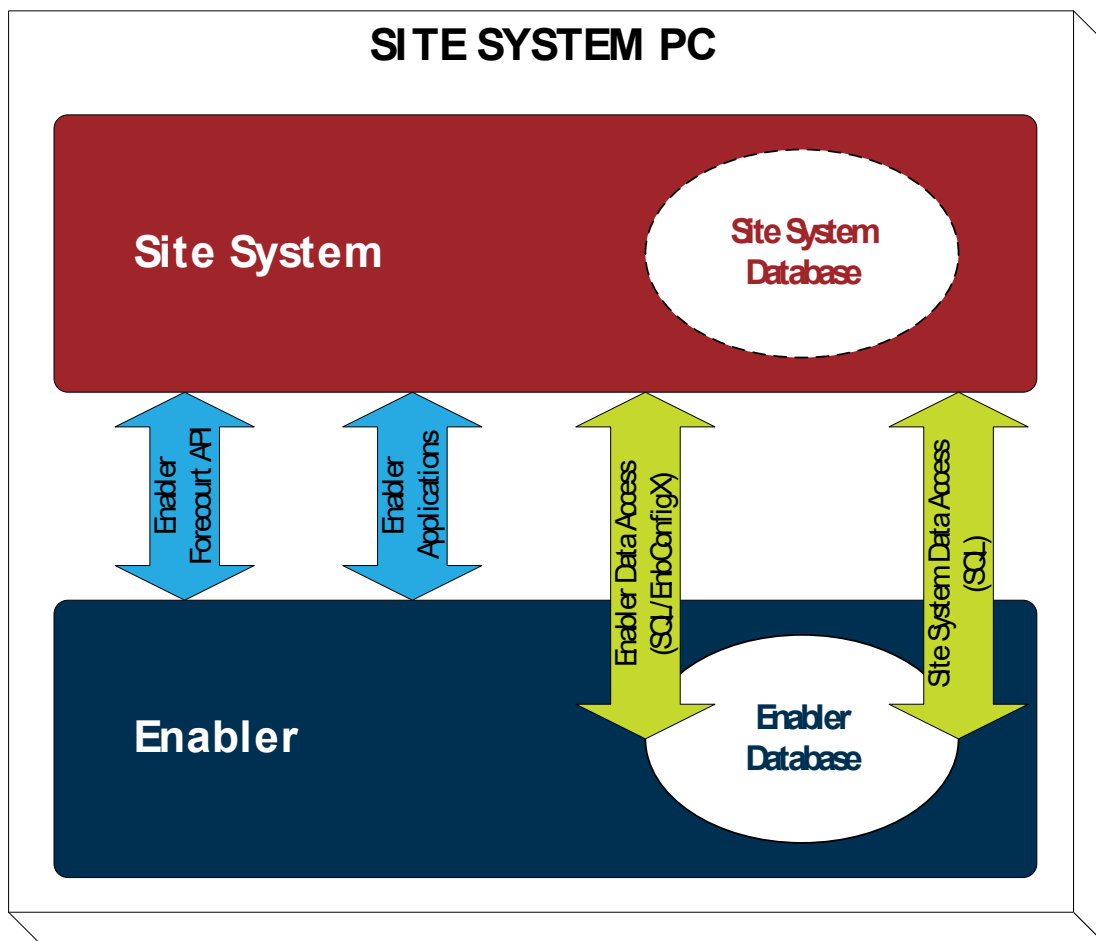 SITE SYSTEM PC
Site System
Site System
Database
Enabler
Forecourt API
Enabler
Applications
Enabler Data Access
(SQL/ EnbConfigX)
Site System Data Access
(SQL)
Enabler
Enabler
Database